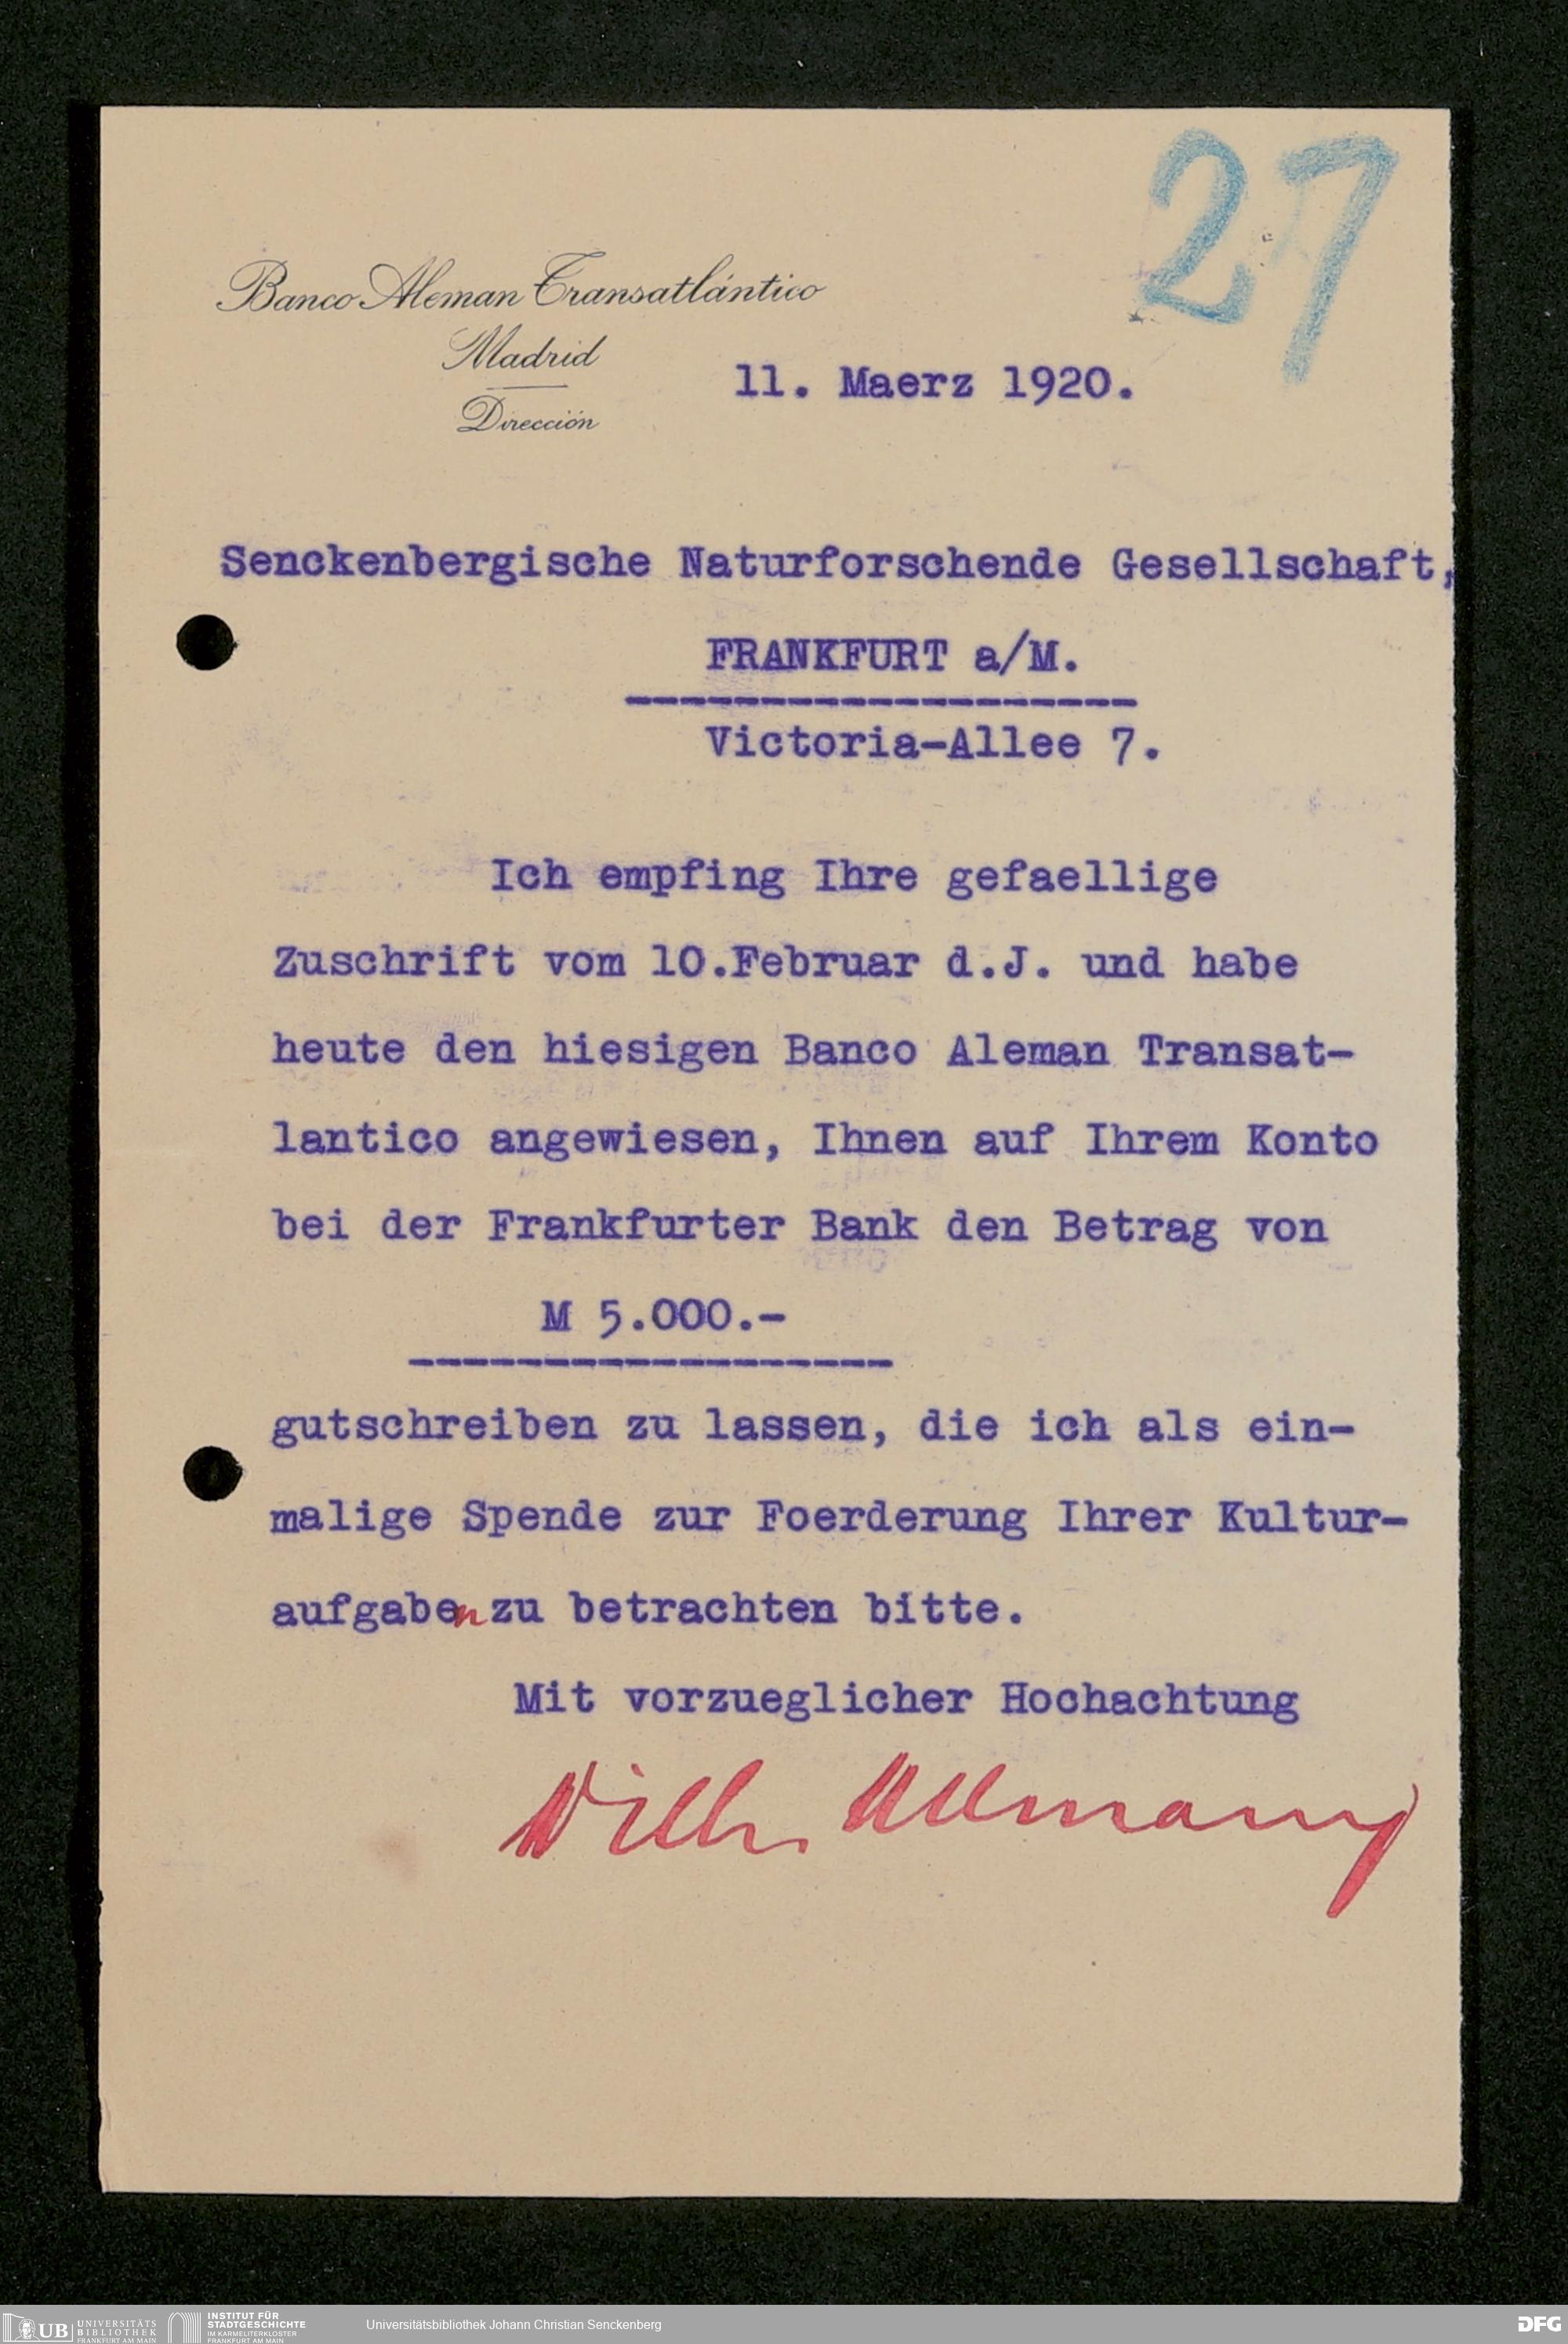 27
Banco Aleman Transatlántico
Madrid
Dirección
11. Maerz 1920.
Senckenbergische Naturforschende Gesellschaft,
FRANKFURT a/M.
Victoria-Allee 7.
Ich empfing Ihre gefaellige
Zuschrift vom 10.Februar d.J. und habe
heute den hiesigen Banco Aleman Transat-
lantico angewiesen, Ihnen auf Ihrem Konto
bei der Frankfurter Bank den Betrag von
M 5.000.-
gutschreiben zu lassen, die ich als ein-
malige Spende zur Foerderung Ihrer Kultur-
aufgaben zu betrachten bitte.
Mit vorzueglicher Hochachtung
Wilh. Ullmann
UB UNIVERSITÄTS
BIBLIOTHEK
FRANKFURT AM MAIN
INSTITUT FÜR
STADTGESCHICHTE
IM KARMELITERKLOSTER
FRANKFURT AM MAIN
Universitätsbibliothek Johann Christian Senckenberg
DFG